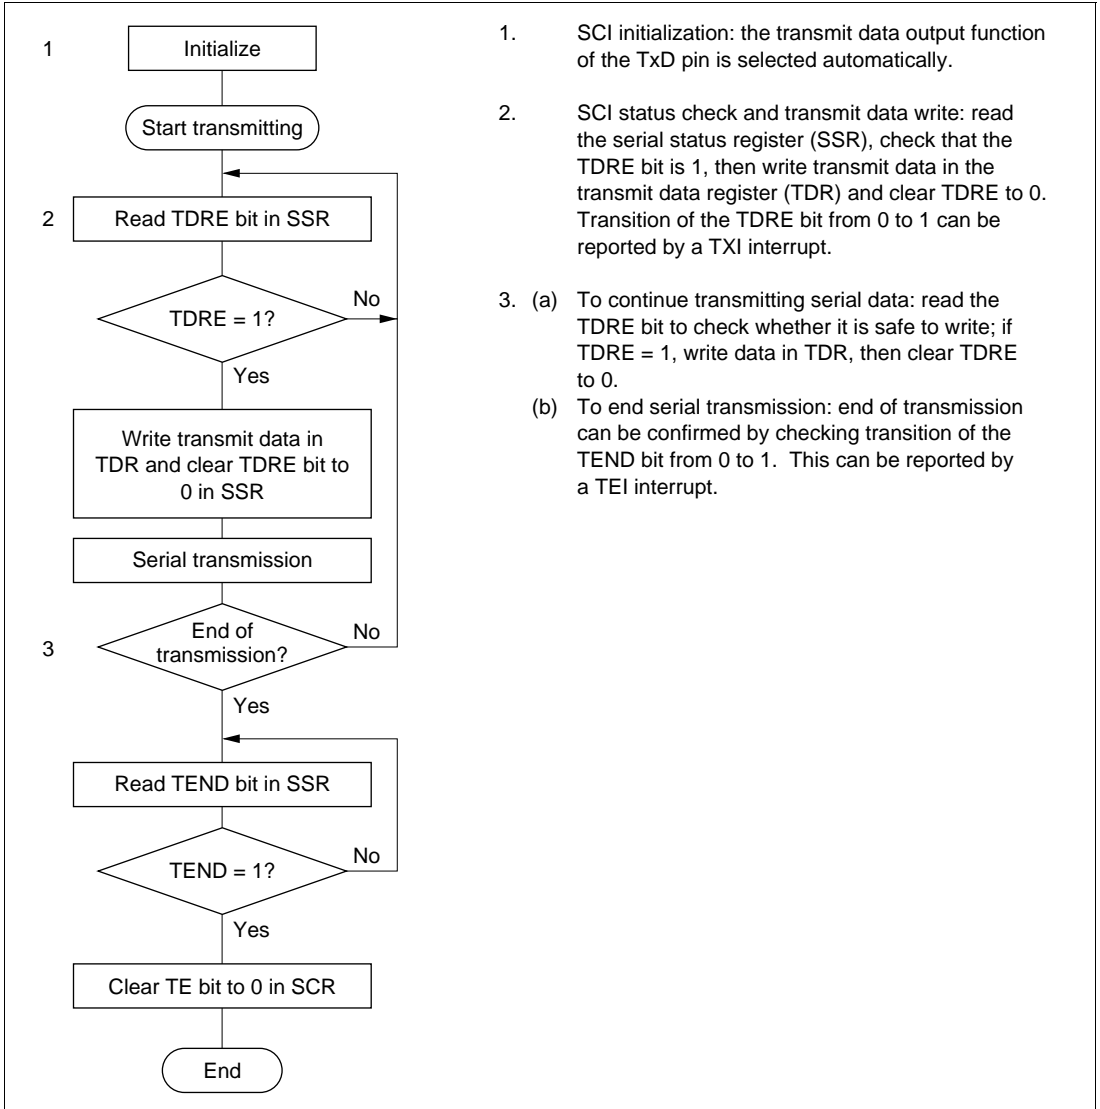 1
Initialize
Start transmitting
2
Read TDRE bit in SSR
TDRE = 1?
No
Yes
Write transmit data in
TDR and clear TDRE bit to
0 in SSR
Serial transmission
3
End of
transmission?
No
Yes
Read TEND bit in SSR
TEND = 1?
No
Yes
Clear TE bit to 0 in SCR
End
1. SCI initialization: the transmit data output function
of the TxD pin is selected automatically.
2. SCI status check and transmit data write: read
the serial status register (SSR), check that the
TDRE bit is 1, then write transmit data in the
transmit data register (TDR) and clear TDRE to 0.
Transition of the TDRE bit from 0 to 1 can be
reported by a TXI interrupt.
3. (a) To continue transmitting serial data: read the
TDRE bit to check whether it is safe to write; if
TDRE = 1, write data in TDR, then clear TDRE
to 0.
(b) To end serial transmission: end of transmission
can be confirmed by checking transition of the
TEND bit from 0 to 1. This can be reported by
a TEI interrupt.